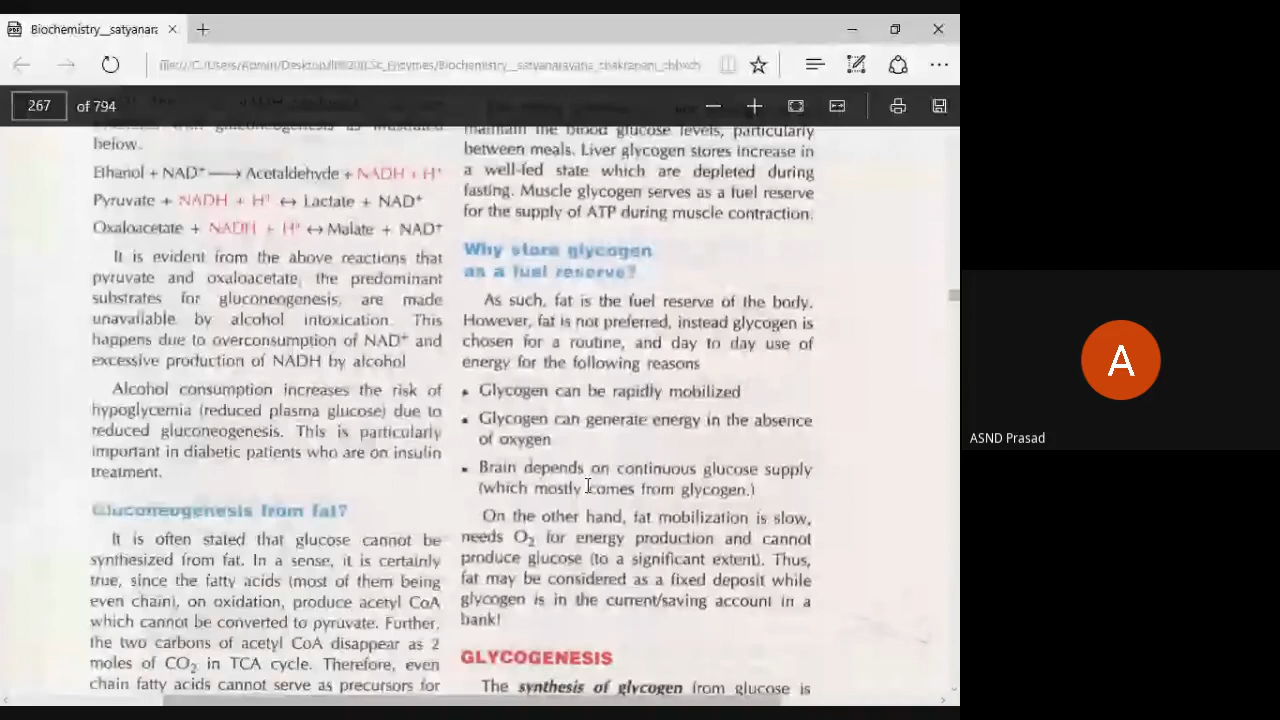 Biochemistry_satyanara
267 of 794
below.
Ethanol + NAD⁺ ⟶ Acetaldehyde + NADH + H⁺
Pyruvate + NADH + H⁺ ↔ Lactate + NAD⁺
Oxaloacetate + NADH + H⁺ ↔ Malate + NAD⁺
It is evident from the above reactions that
pyruvate and oxaloacetate, the predominant
substrates for gluconeogenesis, are made
unavailable by alcohol intoxication. This
happens due to overconsumption of NAD⁺ and
excessive production of NADH by alcohol
Alcohol consumption increases the risk of
hypoglycemia (reduced plasma glucose) due to
reduced gluconeogenesis. This is particularly
important in diabetic patients who are on insulin
treatment.
Gluconeogenesis from fat?
It is often stated that glucose cannot be
synthesized from fat. In a sense, it is certainly
true, since the fatty acids (most of them being
even chain), on oxidation, produce acetyl CoA
which cannot be converted to pyruvate. Further,
the two carbons of acetyl CoA disappear as 2
moles of CO₂ in TCA cycle. Therefore, even
chain fatty acids cannot serve as precursors for
maintain the blood glucose levels, particularly
between meals. Liver glycogen stores increase in
a well-fed state which are depleted during
fasting. Muscle glycogen serves as a fuel reserve
for the supply of ATP during muscle contraction.
Why store glycogen
as a fuel reserve?
As such, fat is the fuel reserve of the body.
However, fat is not preferred, instead glycogen is
chosen for a routine, and day to day use of
energy for the following reasons
• Glycogen can be rapidly mobilized
• Glycogen can generate energy in the absence
of oxygen
• Brain depends on continuous glucose supply
(which mostly comes from glycogen.)
On the other hand, fat mobilization is slow,
needs O₂ for energy production and cannot
produce glucose (to a significant extent). Thus,
fat may be considered as a fixed deposit while
glycogen is in the current/saving account in a
bank!
GLYCOGENESIS
The synthesis of glycogen from glucose is
A
ASND Prasad